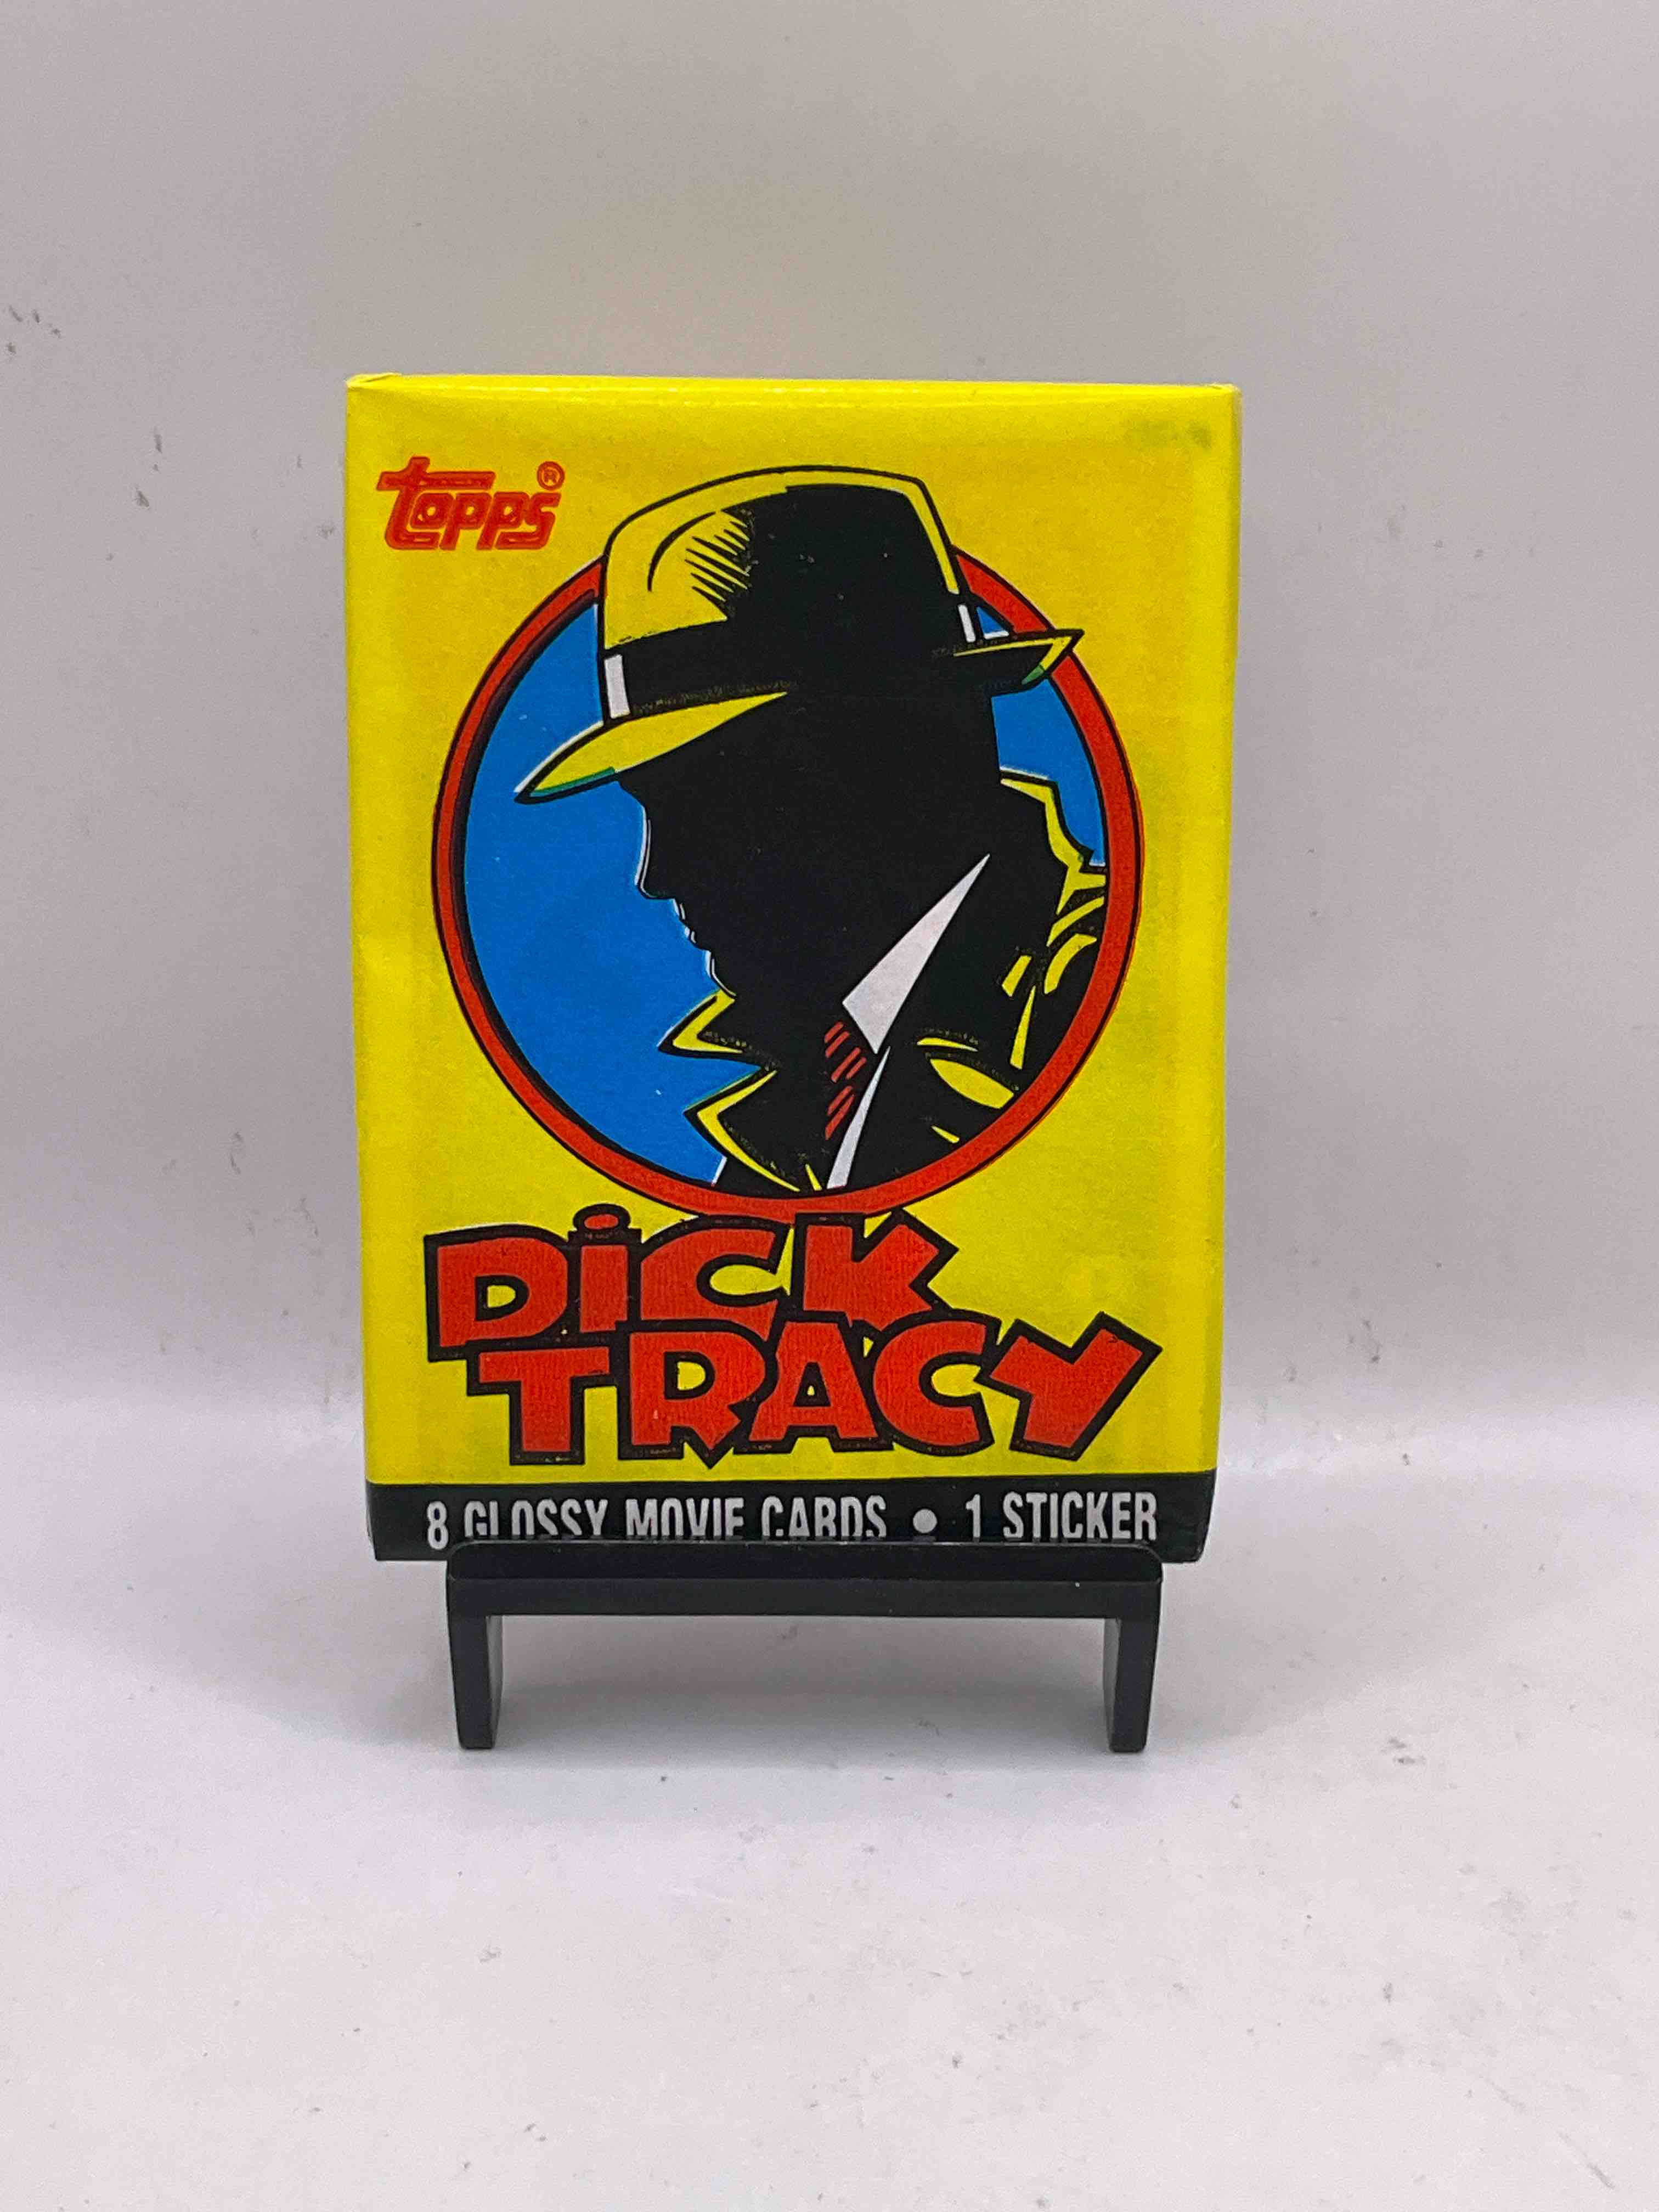 Topps®
DiCK
TRACY
8 GLOSSY MOVIE CARDS • 1 STICKER